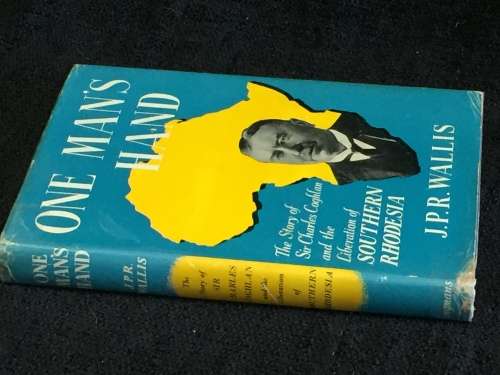 ONE MAN'S
HAND
The Story of
Sir Charles Coghlan
and the
Liberation of
SOUTHERN
RHODESIA
J.P.R. WALLIS
ONE
MAN'S
HAND
J.P.R.
WALLIS
The
Story of
SIR
CHARLES
COGHLAN
and the
Liberation
of
SOUTHERN
RHODESIA
Longmans